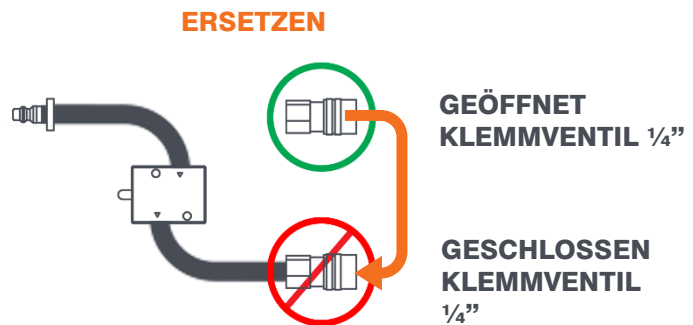 ERSETZEN
GEÖFFNET
KLEMMVENTIL ¼”
GESCHLOSSEN
KLEMMVENTIL
¼”